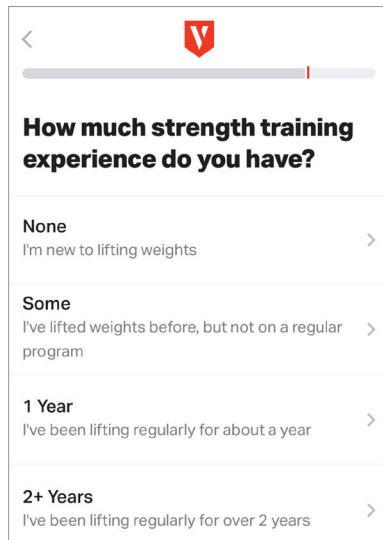 V
How much strength training
experience do you have?
None
I'm new to lifting weights
Some
I've lifted weights before, but not on a regular
program
1 Year
I've been lifting regularly for about a year
2+ Years
I've been lifting regularly for over 2 years